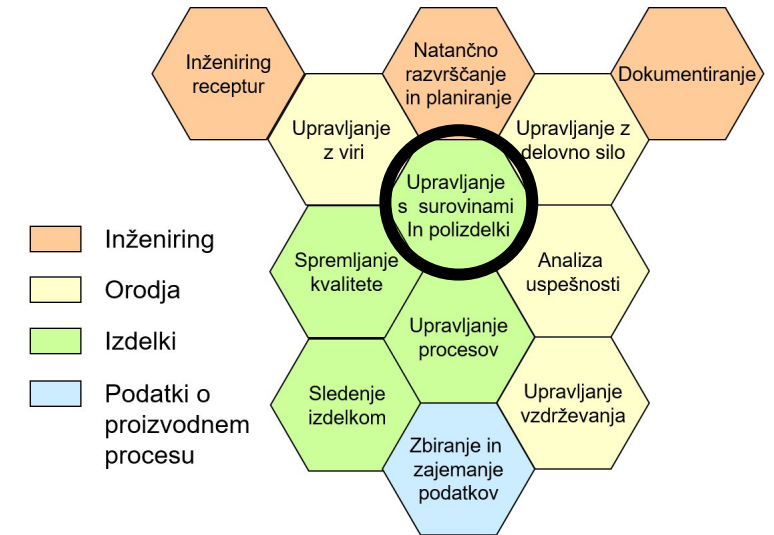 Inženiring
receptur
Natančno
razvrščanje
in planiranje
Dokumentiranje
Upravljanje
z viri
Upravljanje z
delovno silo
Upravljanje
s surovinami
In polizdelki
Spremljanje
kvalitete
Analiza
uspešnosti
Upravljanje
procesov
Sledenje
izdelkom
Upravljanje
vzdrževanja
Zbiranje in
zajemanje
podatkov
Inženiring
Orodja
Izdelki
Podatki o
proizvodnem
procesu